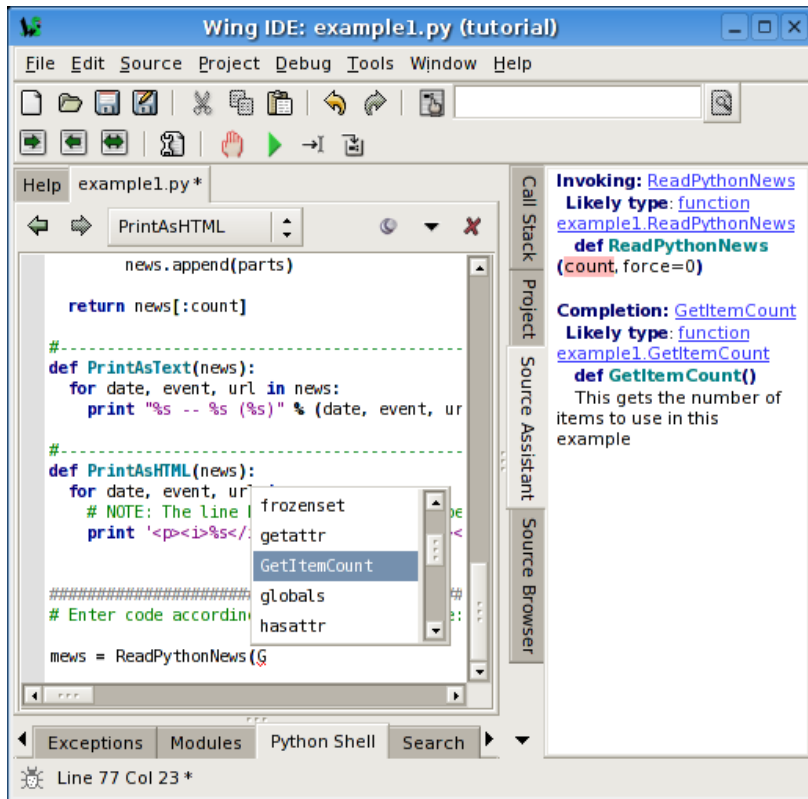 Wing IDE: example1.py (tutorial)
File Edit Source Project Debug Tools Window Help
Help example1.py*
PrintAsHTML
news.append(parts)
return news[:count]
#--------------------------------------------
def PrintAsText(news):
for date, event, url in news:
print "%s -- %s (%s)" % (date, event, ur
#--------------------------------------------
def PrintAsHTML(news):
for date, event, ur
# NOTE: The line
print '<p><i>%s</
############################################
# Enter code accordin
mews = ReadPythonNews(G
frozenset
getattr
GetItemCount
globals
hasattr
Call Stack
Project
Source Assistant
Source Browser
Invoking: ReadPythonNews
Likely type: function
example1.ReadPythonNews
def ReadPythonNews
(count, force=0)
Completion: GetItemCount
Likely type: function
example1.GetItemCount
def GetItemCount()
This gets the number of
items to use in this
example
Exceptions Modules Python Shell Search
Line 77 Col 23 *